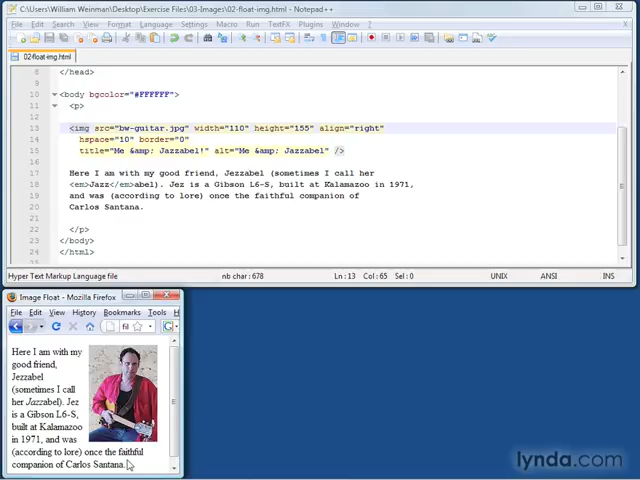 C:\Users\William Weinman\Desktop\Exercise Files\03-Images\02-float-img.html - Notepad++
File Edit Search View Format Language Settings Macro Run TextFX Plugins Window ?
02-float-img.html
8 </head>
9
10 <body bgcolor="#FFFFFF">
11 <p>
12
13 <img src="bw-guitar.jpg" width="110" height="155" align="right"
14 hspace="10" border="0"
15 title="Me &amp; Jazzabel!" alt="Me &amp; Jazzabel" />
16
17 Here I am with my good friend, Jezzabel (sometimes I call her
18 <em>Jazz</em>abel). Jez is a Gibson L6-S, built at Kalamazoo in 1971,
19 and was (according to lore) once the faithful companion of
20 Carlos Santana.
21
22 </p>
23 </body>
24 </html>
25
Hyper Text Markup Language file nb char : 678 Ln : 13 Col : 65 Sel : 0 UNIX ANSI INS
Image Float - Mozilla Firefox
File Edit View History Bookmarks Tools H
Here I am with my
good friend,
Jezzabel
(sometimes I call
her Jazzabel). Jez
is a Gibson L6-S,
built at Kalamazoo
in 1971, and was
(according to lore) once the faithful
companion of Carlos Santana.
lynda.com